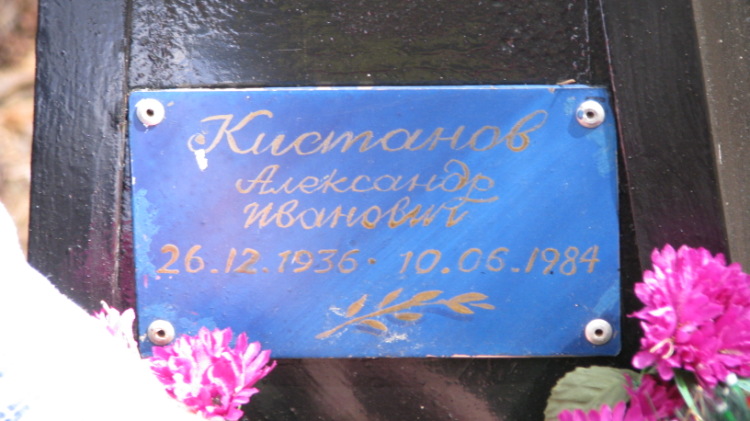 Кистанов
Александр
Иванович
26.12.1936 · 10.06.1984